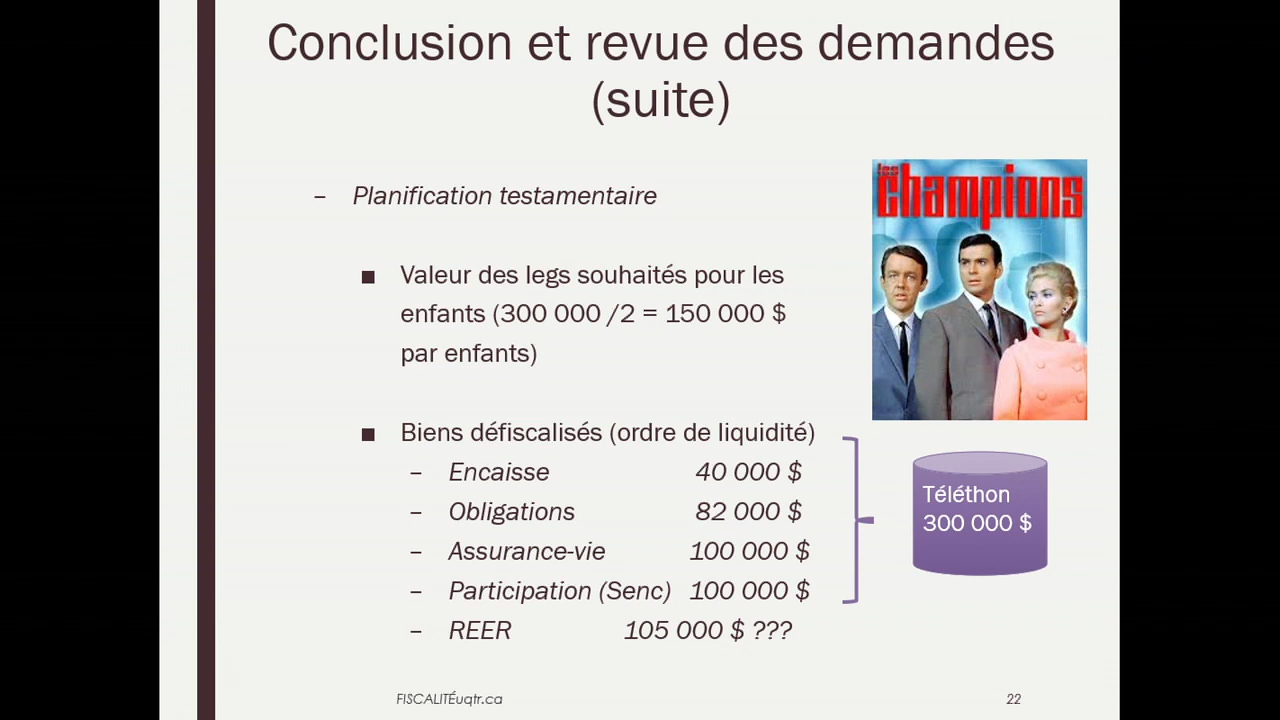 Conclusion et revue des demandes
(suite)
– Planification testamentaire
les
champions
■ Valeur des legs souhaités pour les
enfants (300 000 /2 = 150 000 $
par enfants)
■ Biens défiscalisés (ordre de liquidité)
– Encaisse 40 000 $
– Obligations 82 000 $
– Assurance-vie 100 000 $
– Participation (Senc) 100 000 $
– REER 105 000 $ ???
Téléthon
300 000 $
FISCALITÉuqtr.ca
22